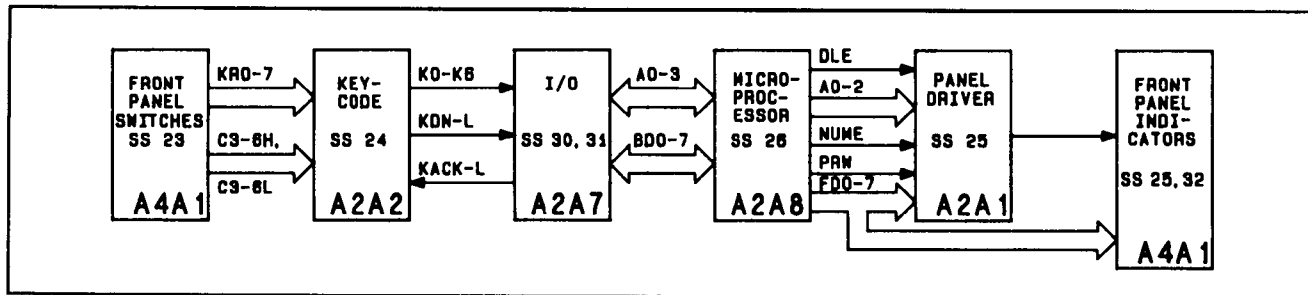 FRONT
PANEL
SWITCHES
SS 23
A4A1
KR0-7
C3-6H,
C3-6L
KEY-
CODE
SS 24
A2A2
K0-K6
KDN-L
KACK-L
I/O
SS 30,31
A2A7
A0-3
BD0-7
MICRO-
PROC-
ESSOR
SS 26
A2A8
DLE
A0-2
NUME
PRW
FD0-7
PANEL
DRIVER
SS 25
A2A1
FRONT
PANEL
INDI-
CATORS
SS 25,32
A4A1